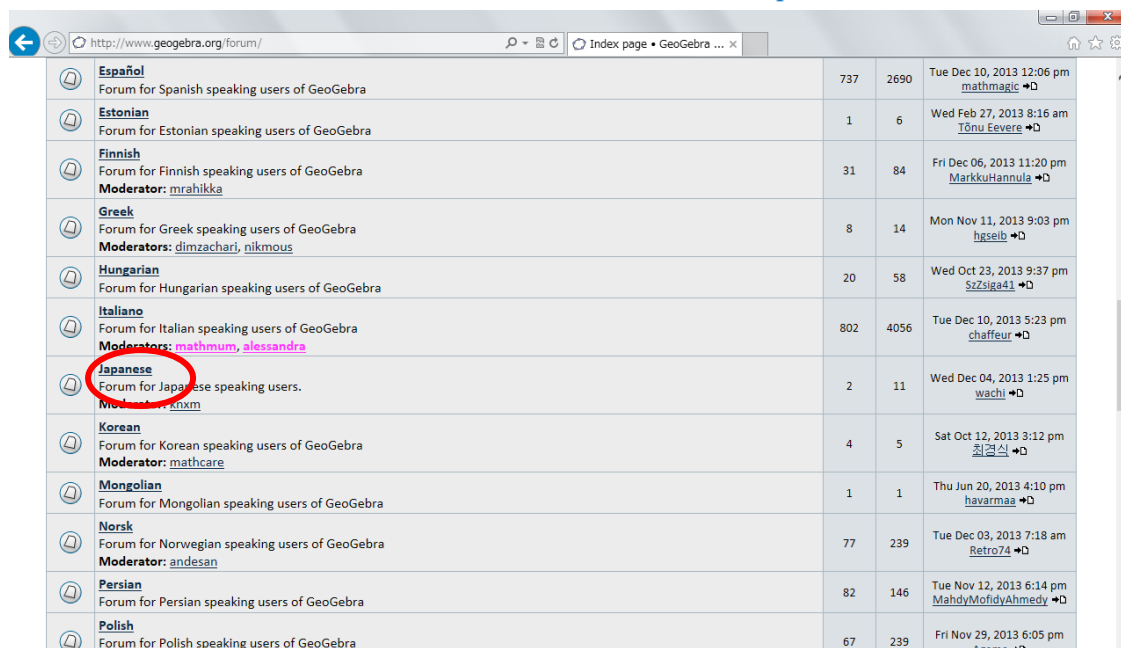 http://www.geogebra.org/forum/
Index page • GeoGebra ...
Español
Forum for Spanish speaking users of GeoGebra
737
2690
Tue Dec 10, 2013 12:06 pm
mathmagic
Estonian
Forum for Estonian speaking users of GeoGebra
1
6
Wed Feb 27, 2013 8:16 am
Tõnu Eevere
Finnish
Forum for Finnish speaking users of GeoGebra
Moderator: mrahikka
31
84
Fri Dec 06, 2013 11:20 pm
MarkkuHannula
Greek
Forum for Greek speaking users of GeoGebra
Moderators: dimzachari, nikmous
8
14
Mon Nov 11, 2013 9:03 pm
hgseib
Hungarian
Forum for Hungarian speaking users of GeoGebra
20
58
Wed Oct 23, 2013 9:37 pm
SzZsiga41
Italiano
Forum for Italian speaking users of GeoGebra
Moderators: mathmum, alessandra
802
4056
Tue Dec 10, 2013 5:23 pm
chaffeur
Japanese
Forum for Japanese speaking users.
Moderator: knxm
2
11
Wed Dec 04, 2013 1:25 pm
wachi
Korean
Forum for Korean speaking users of GeoGebra
Moderator: mathcare
4
5
Sat Oct 12, 2013 3:12 pm
최경식
Mongolian
Forum for Mongolian speaking users of GeoGebra
1
1
Thu Jun 20, 2013 4:10 pm
havarmaa
Norsk
Forum for Norwegian speaking users of GeoGebra
Moderator: andesan
77
239
Tue Dec 03, 2013 7:18 am
Retro74
Persian
Forum for Persian speaking users of GeoGebra
82
146
Tue Nov 12, 2013 6:14 pm
MahdyMofidyAhmedy
Polish
Forum for Polish speaking users of GeoGebra
67
239
Fri Nov 29, 2013 6:05 pm